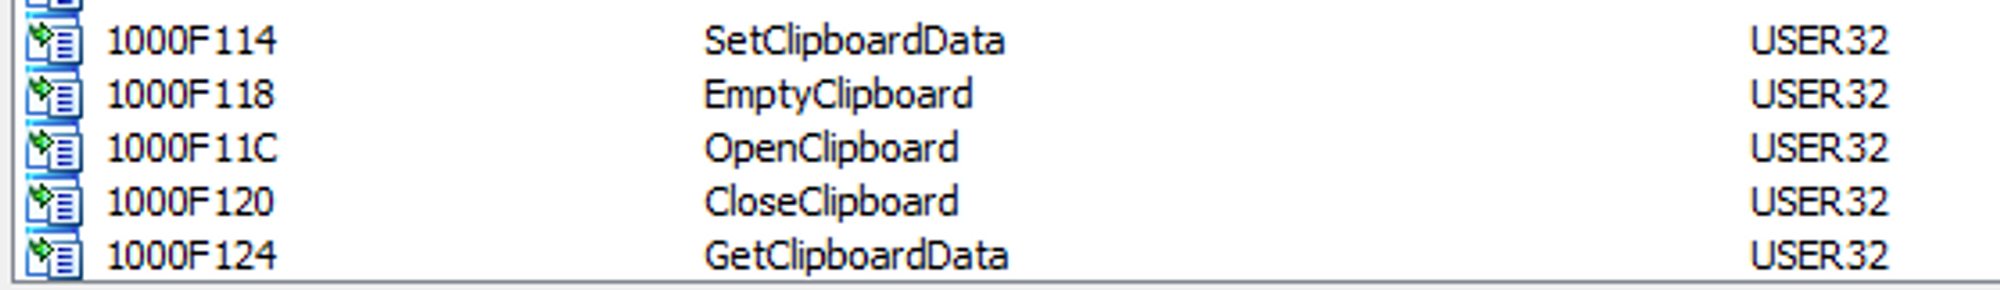 1000F114 SetClipboardData USER32
1000F118 EmptyClipboard USER32
1000F11C OpenClipboard USER32
1000F120 CloseClipboard USER32
1000F124 GetClipboardData USER32